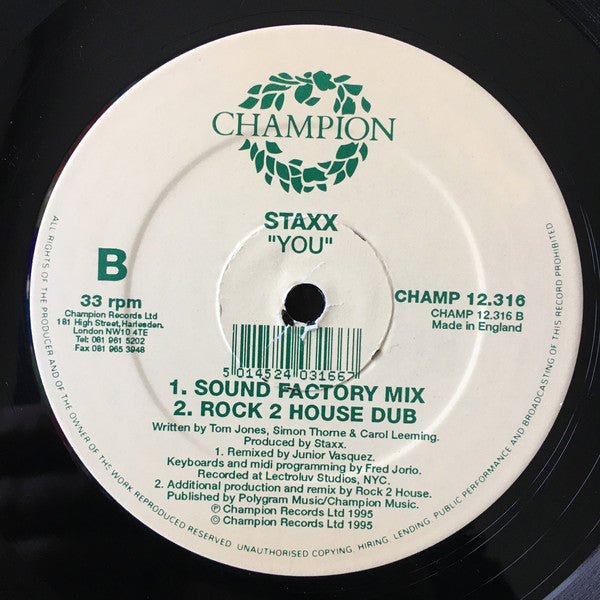 CHAMPION
STAXX
"YOU"
B
33 rpm
Champion Records Ltd
181 High Street, Harlesden.
London NW10 4TE
Tel: 081 961 5202
Fax 081 965 3948
CHAMP 12.316
CHAMP 12.316 B
Made in England
5 014524 031667
1. SOUND FACTORY MIX
2. ROCK 2 HOUSE DUB
Written by Tom Jones, Simon Thorne & Carol Leeming.
Produced by Staxx.
1. Remixed by Junior Vasquez.
Keyboards and midi programming by Fred Jorio.
Recorded at Lectroluv Studios, NYC.
2. Additional production and remix by Rock 2 House.
Published by Polygram Music/Champion Music.
Ⓟ Champion Records Ltd 1995
© Champion Records Ltd 1995
ALL RIGHTS OF THE PRODUCER AND OF THE OWNER OF THE WORK REPRODUCED RESERVED. UNAUTHORISED COPYING, HIRING, LENDING, PUBLIC PERFORMANCE AND BROADCASTING OF THIS RECORD PROHIBITED